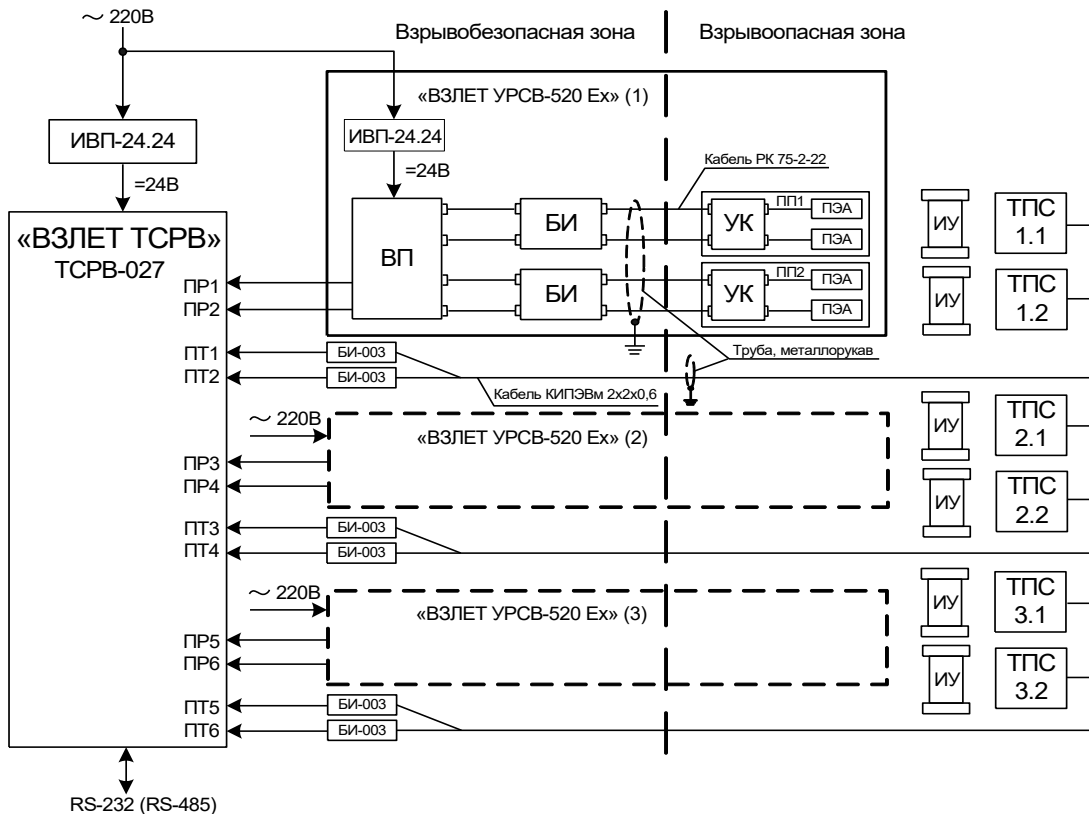 ～ 220В
Взрывобезопасная зона
Взрывоопасная зона
«ВЗЛЕТ УРСВ-520 Ex» (1)
ИВП-24.24
ИВП-24.24
Кабель РК 75-2-22
=24В
=24В
«ВЗЛЕТ ТСРВ»
ТСРВ-027
ВП
БИ
УК
ПП1
ПЭА
ПЭА
БИ
УК
ПП2
ПЭА
ПЭА
ИУ
ТПС
1.1
ИУ
ТПС
1.2
ПР1
ПР2
ПТ1
БИ-003
Труба, металлорукав
ПТ2
БИ-003
Кабель КИПЭВм 2х2х0,6
～ 220В
«ВЗЛЕТ УРСВ-520 Ex» (2)
ИУ
ТПС
2.1
ПР3
ПР4
ИУ
ТПС
2.2
ПТ3
БИ-003
ПТ4
БИ-003
～ 220В
«ВЗЛЕТ УРСВ-520 Ex» (3)
ИУ
ТПС
3.1
ПР5
ПР6
ИУ
ТПС
3.2
ПТ5
БИ-003
ПТ6
БИ-003
RS-232 (RS-485)